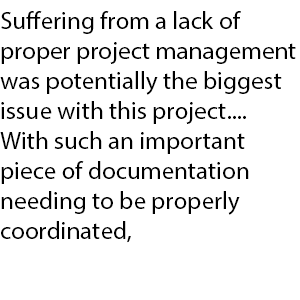 Suffering from a lack of
proper project management
was potentially the biggest
issue with this project....
With such an important
piece of documentation
needing to be properly
coordinated,